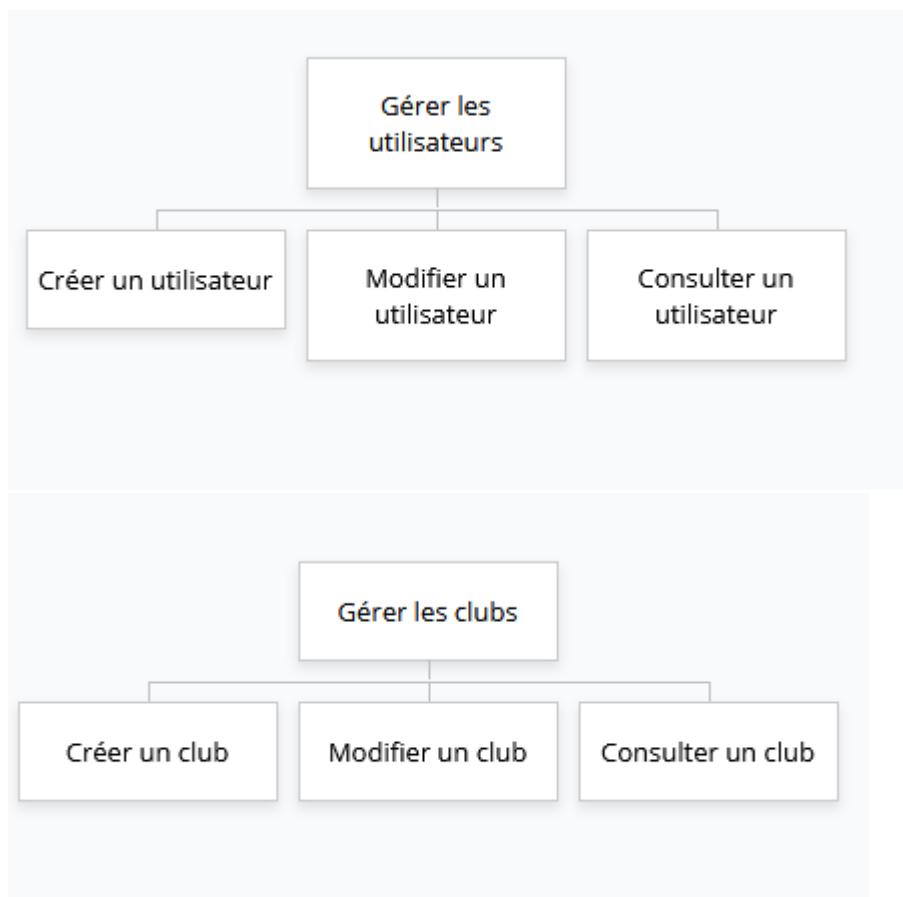 Gérer les
utilisateurs
Créer un utilisateur
Modifier un
utilisateur
Consulter un
utilisateur
Gérer les clubs
Créer un club
Modifier un club
Consulter un club